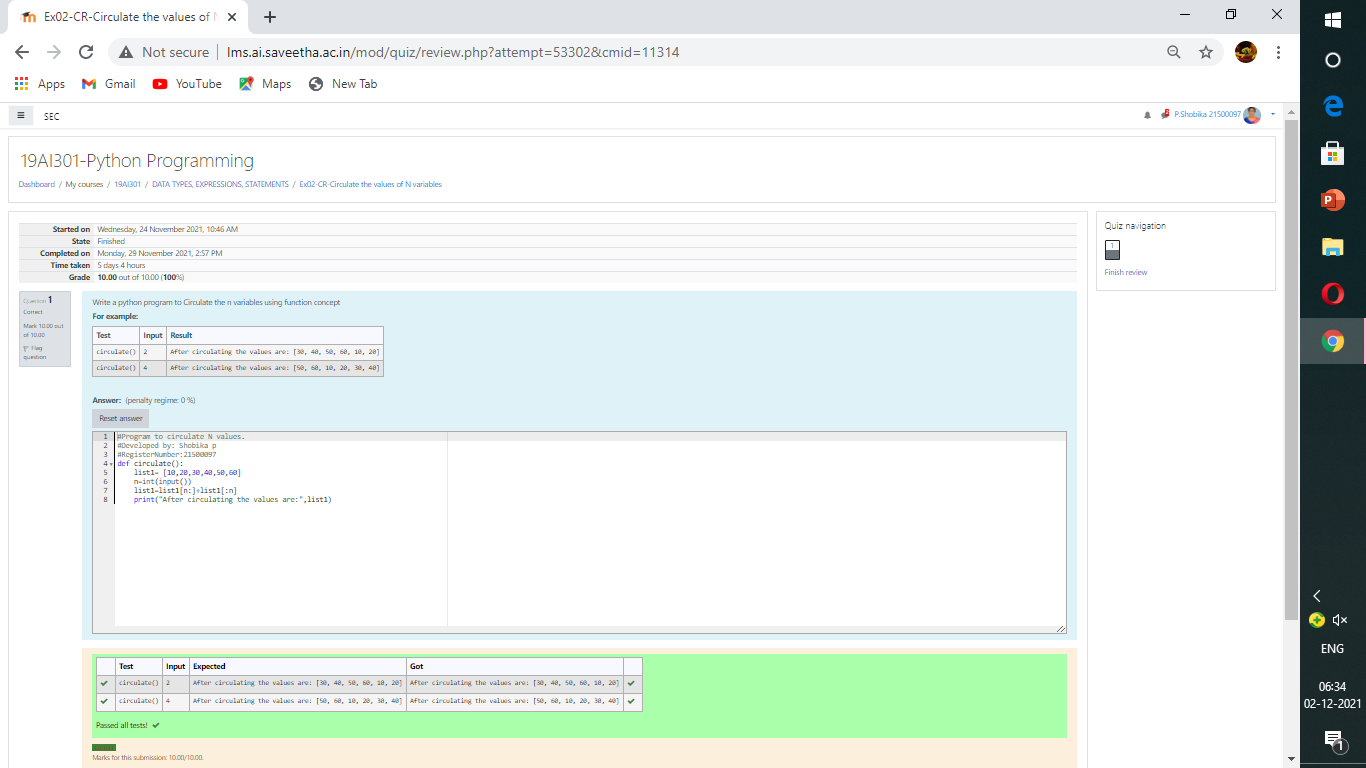 Ex02-CR-Circulate the values of N
Not secure
lms.ai.saveetha.ac.in/mod/quiz/review.php?attempt=53302&cmid=11314
Apps Gmail YouTube Maps New Tab
SEC
P.Shobika 21500097
19AI301-Python Programming
Dashboard / My courses / 19AI301 / DATA TYPES, EXPRESSIONS, STATEMENTS / Ex02-CR-Circulate the values of N variables
Started on Wednesday, 24 November 2021, 10:46 AM
State Finished
Completed on Monday, 29 November 2021, 2:57 PM
Time taken 5 days 4 hours
Grade 10.00 out of 10.00 (100%)
Quiz navigation
1
Finish review
Question 1
Correct
Mark 10.00 out
of 10.00
Flag
question
Write a python program to Circulate the n variables using function concept
For example:
Test Input Result
circulate() 2 After circulating the values are: [30, 40, 50, 60, 10, 20]
circulate() 4 After circulating the values are: [50, 60, 10, 20, 30, 40]
Answer: (penalty regime: 0 %)
Reset answer
1 #Program to circulate N values.
2 #Developed by: Shobika p
3 #RegisterNumber:21500097
4 def circulate():
5 list1= [10,20,30,40,50,60]
6 n=int(input())
7 list1=list1[n:]+list1[:n]
8 print("After circulating the values are:",list1)
Test Input Expected Got
circulate() 2 After circulating the values are: [30, 40, 50, 60, 10, 20] After circulating the values are: [30, 40, 50, 60, 10, 20]
circulate() 4 After circulating the values are: [50, 60, 10, 20, 30, 40] After circulating the values are: [50, 60, 10, 20, 30, 40]
Passed all tests!
Marks for this submission: 10.00/10.00.
ENG
06:34
02-12-2021
1